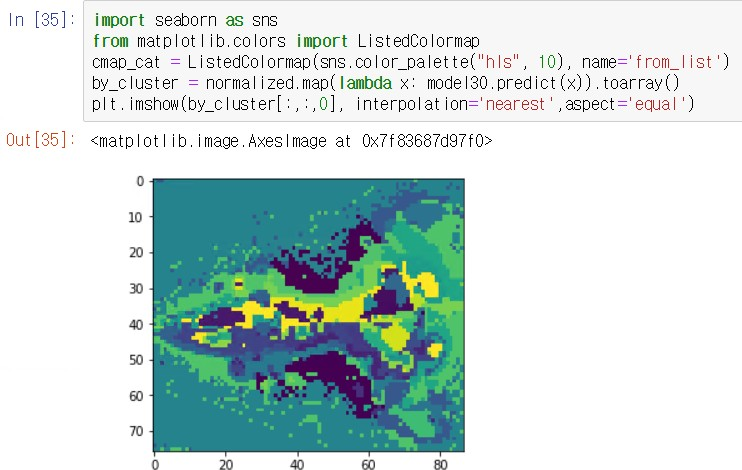 In [35]: import seaborn as sns
from matplotlib.colors import ListedColormap
cmap_cat = ListedColormap(sns.color_palette("hls", 10), name='from_list')
by_cluster = normalized.map(lambda x: model30.predict(x)).toarray()
plt.imshow(by_cluster[:,:,0], interpolation='nearest',aspect='equal')
Out[35]: <matplotlib.image.AxesImage at 0x7f83687d97f0>
0
10
20
30
40
50
60
70
0 20 40 60 80